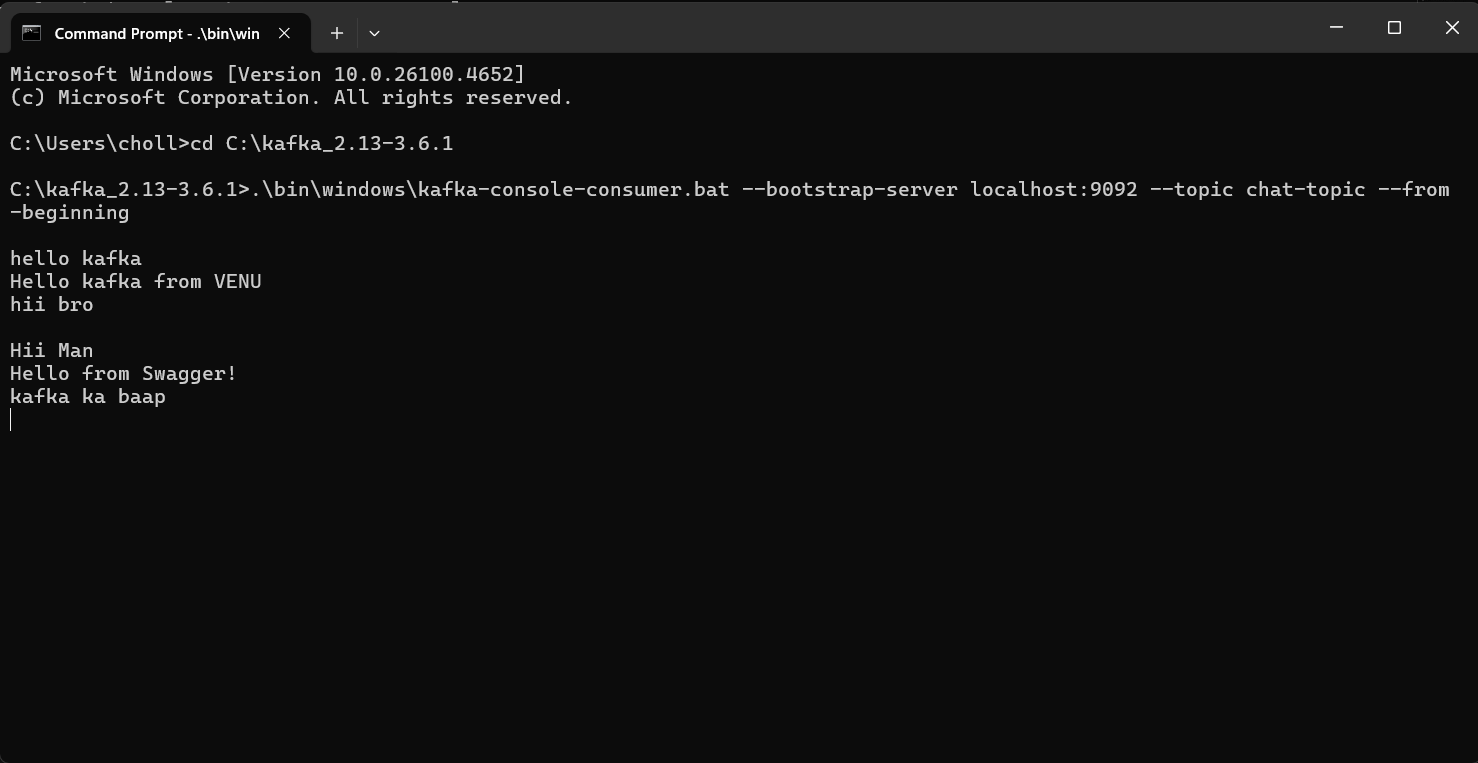 Command Prompt - .\bin\win
Microsoft Windows [Version 10.0.26100.4652]
(c) Microsoft Corporation. All rights reserved.
C:\Users\choll>cd C:\kafka_2.13-3.6.1
C:\kafka_2.13-3.6.1>.\bin\windows\kafka-console-consumer.bat --bootstrap-server localhost:9092 --topic chat-topic --from
-beginning
hello kafka
Hello kafka from VENU
hii bro
Hii Man
Hello from Swagger!
kafka ka baap